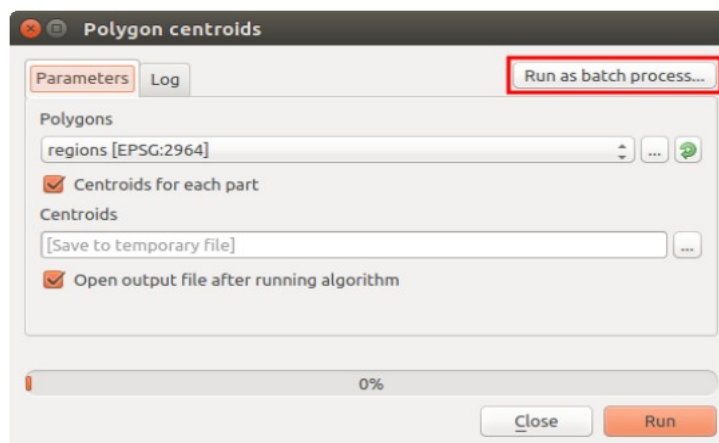 Polygon centroids
Parameters Log Run as batch process...
Polygons
regions [EPSG:2964] ...
Centroids for each part
Centroids
[Save to temporary file] ...
Open output file after running algorithm
0%
Close Run